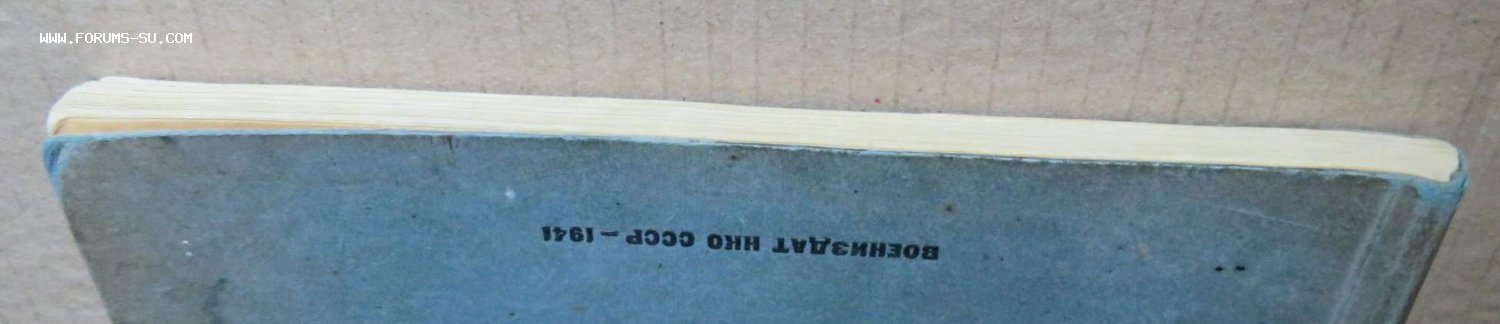 WWW.FORUMS-SU.COM
ВОЕНИЗДАТ НКО СССР — 1941